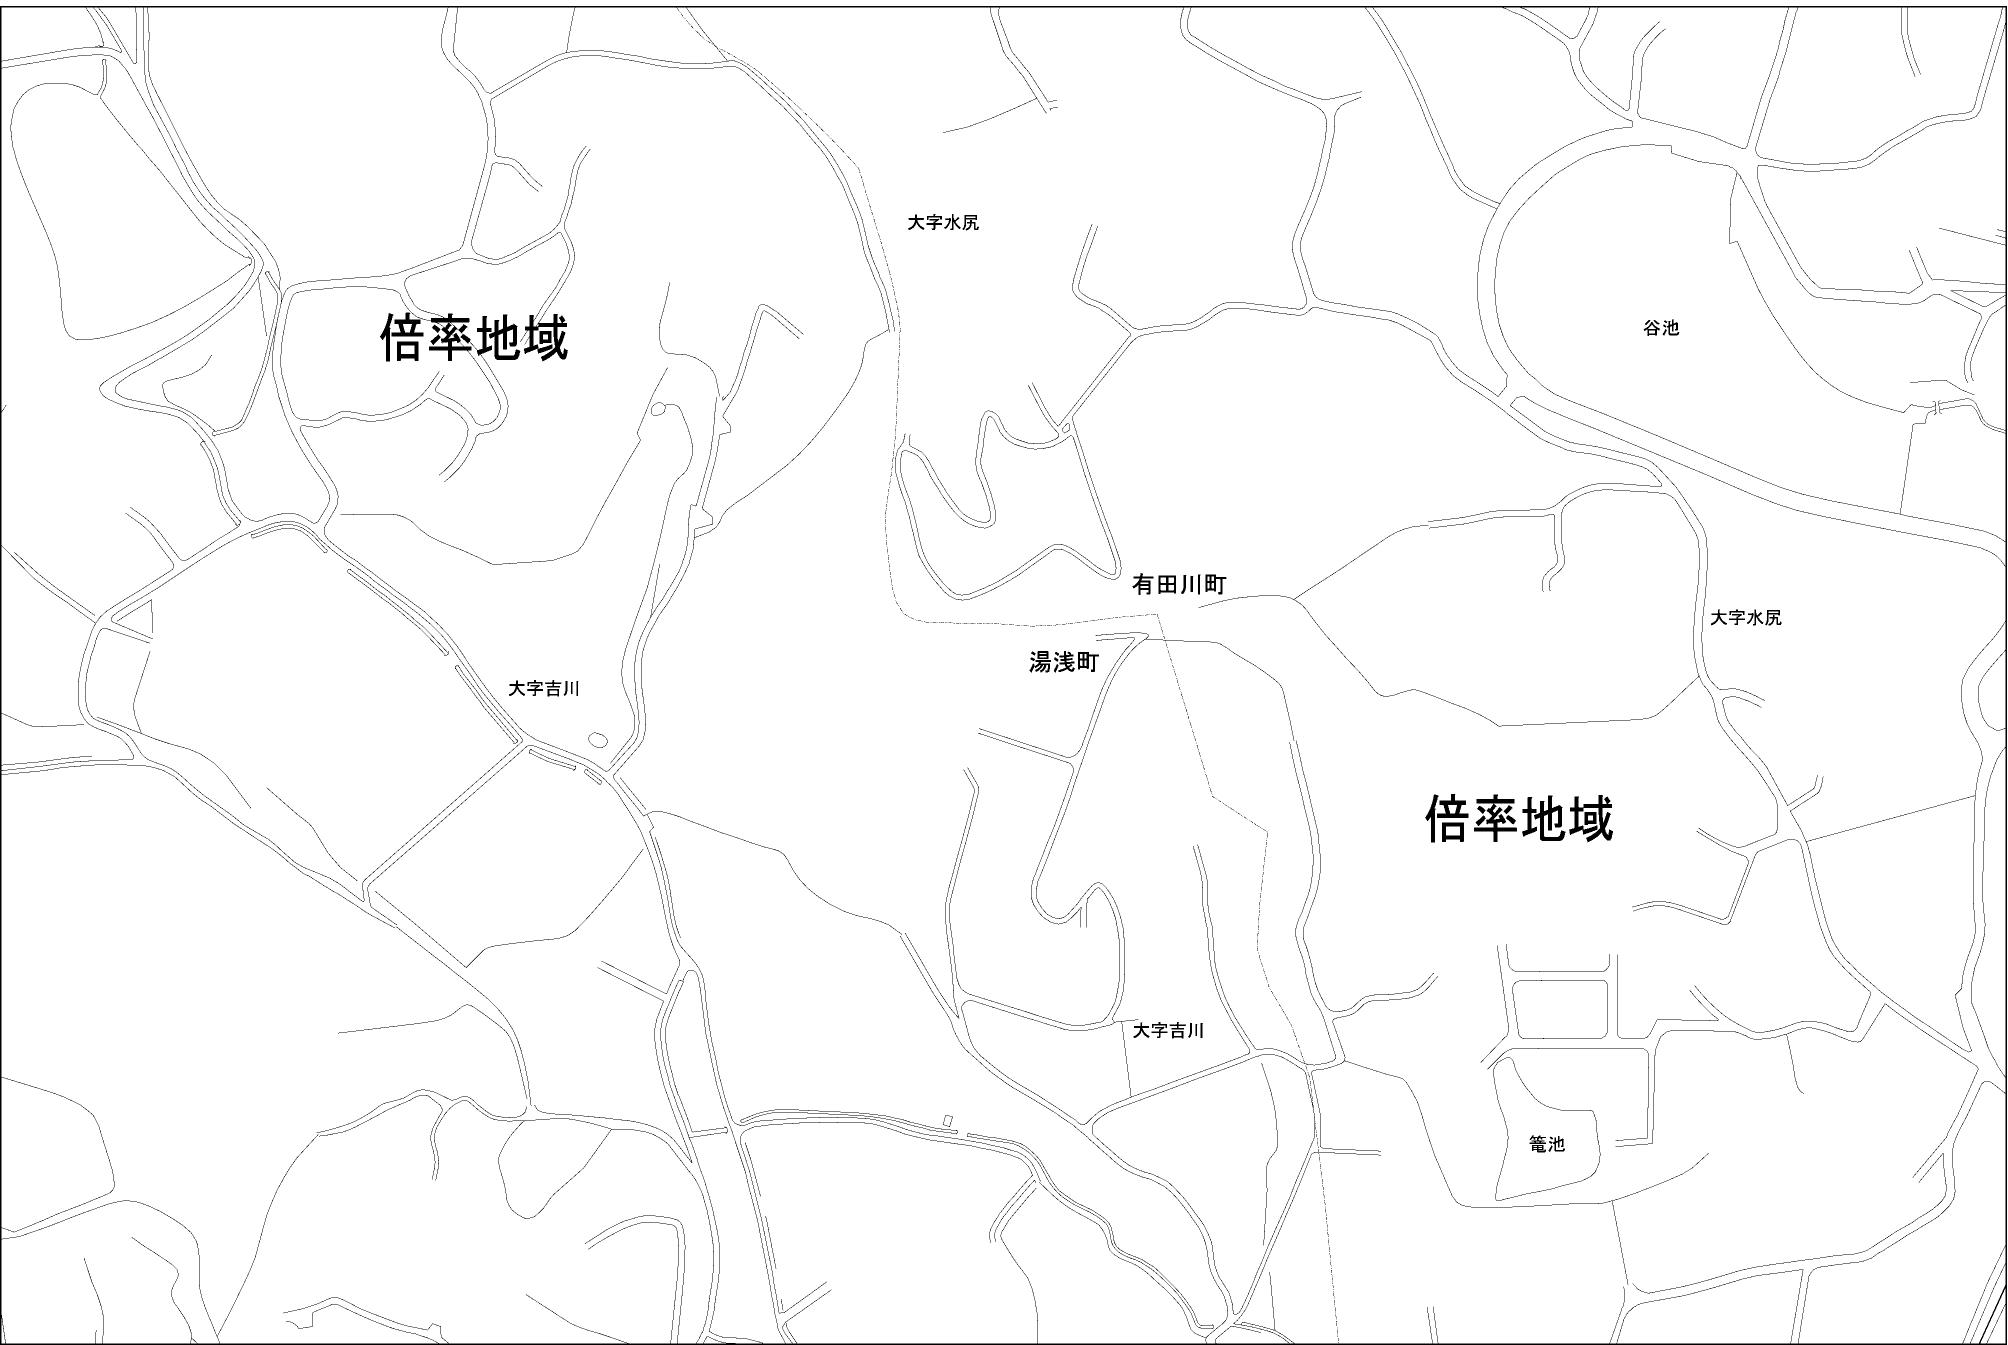 大字水尻
倍率地域
谷池
有田川町
大字水尻
湯浅町
大字吉川
倍率地域
大字吉川
篭池